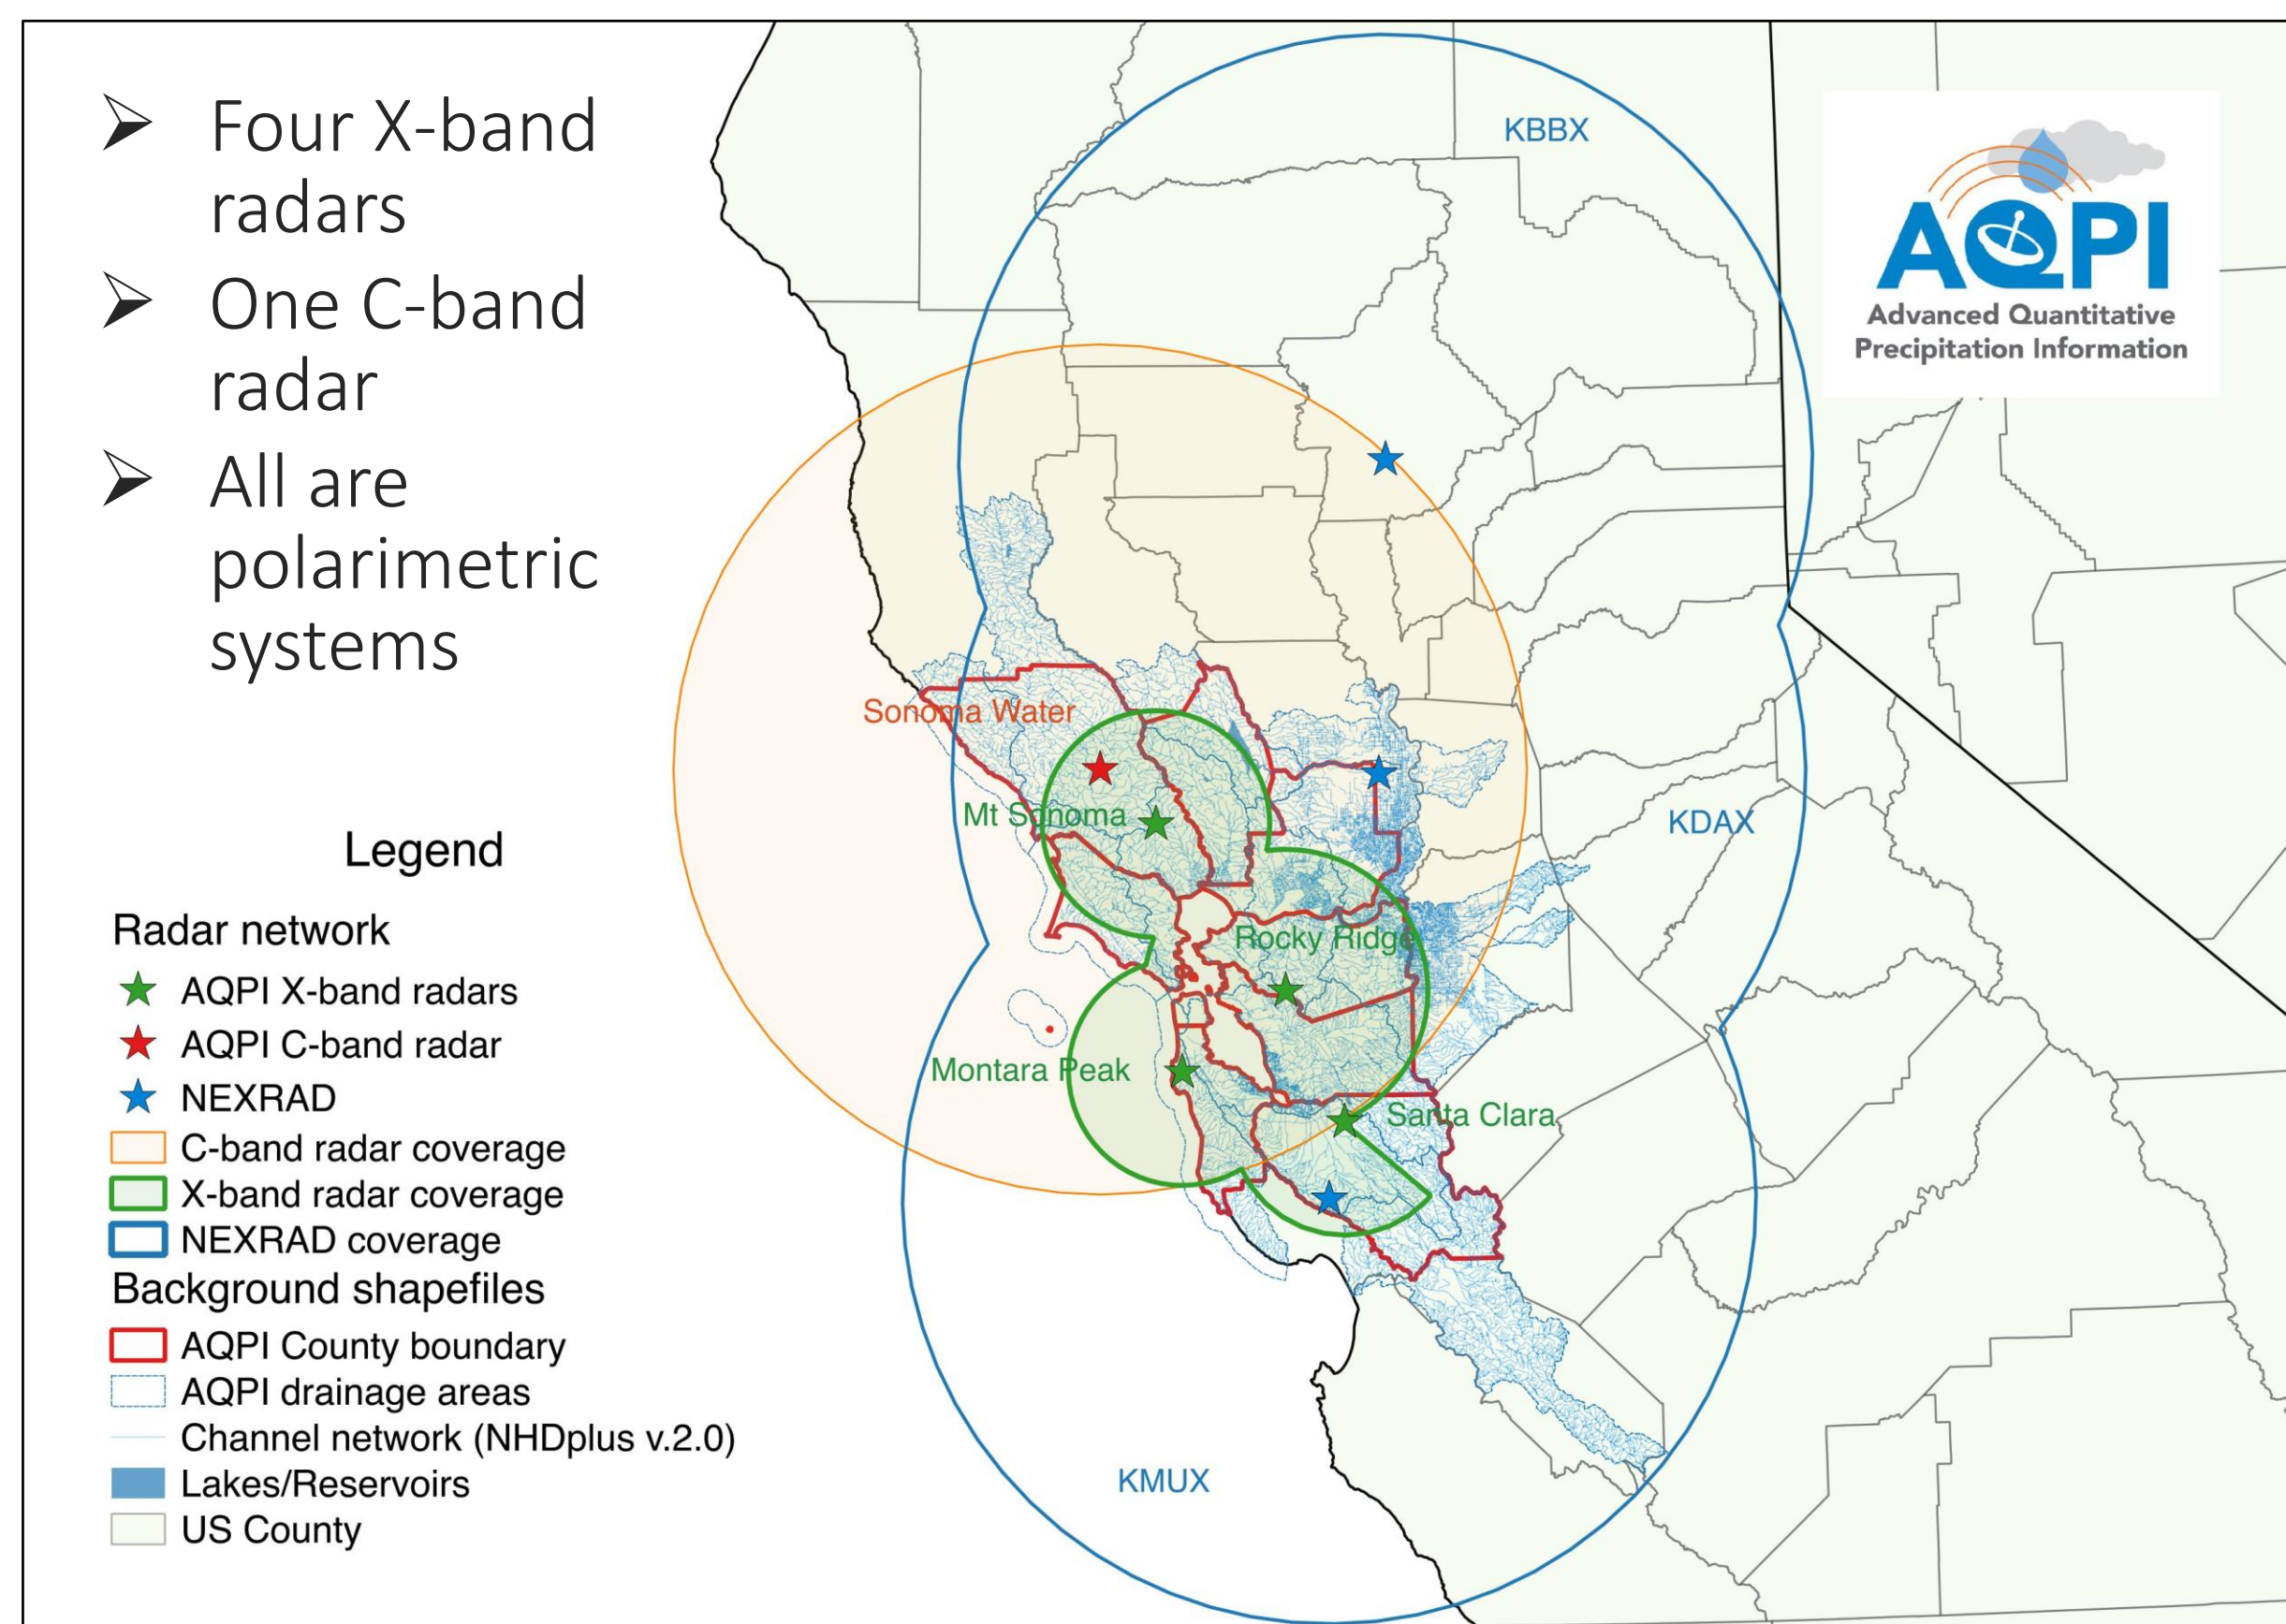 ➢ Four X-band
radars
➢ One C-band
radar
➢ All are
polarimetric
systems
Legend
Radar network
AQPI X-band radars
AQPI C-band radar
NEXRAD
C-band radar coverage
X-band radar coverage
NEXRAD coverage
Background shapefiles
AQPI County boundary
AQPI drainage areas
Channel network (NHDplus v.2.0)
Lakes/Reservoirs
US County
KBBX
Sonoma Water
Mt Sonoma
KDAX
Rocky Ridge
Montara Peak
Santa Clara
KMUX
AQPI
Advanced Quantitative
Precipitation Information